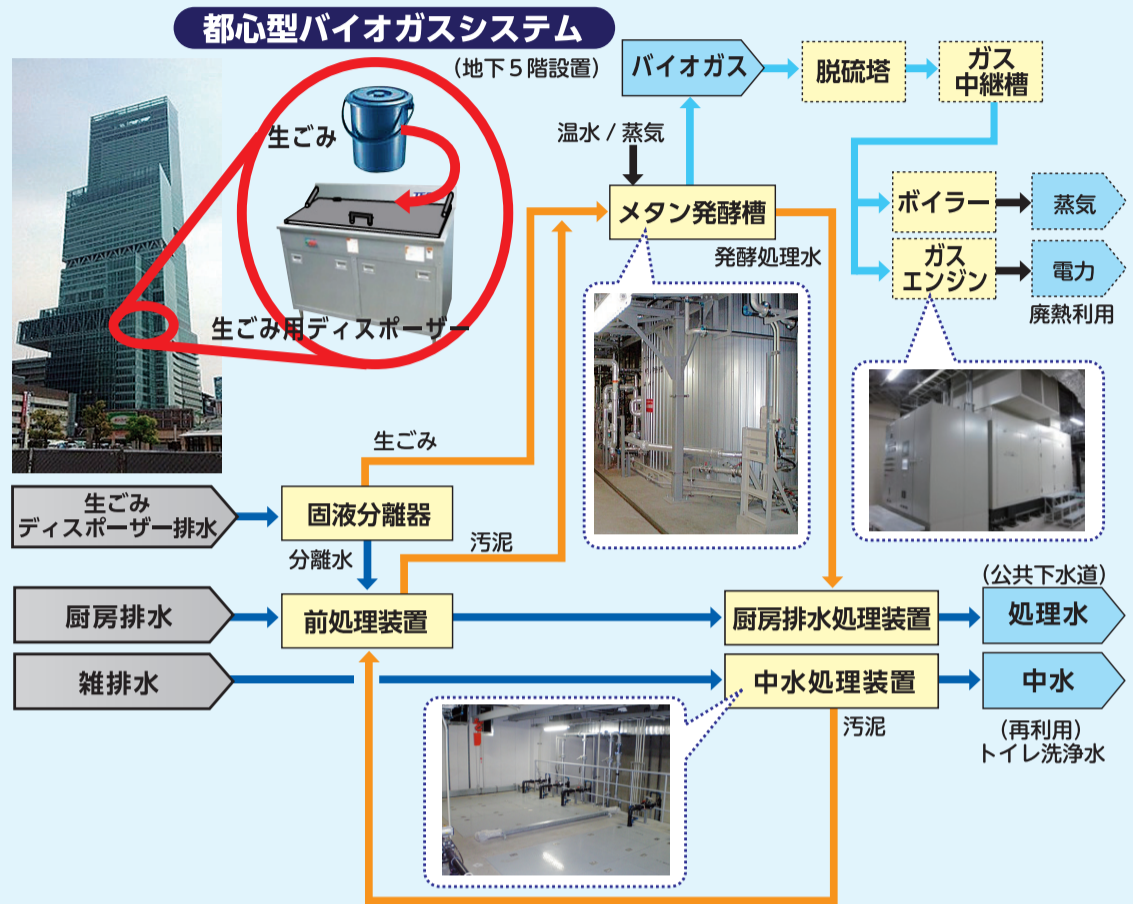 都心型バイオガスシステム
(地下5階設置)
生ごみ
生ごみ用ディスポーザー
バイオガス
脱硫塔
ガス
中継槽
温水 / 蒸気
メタン発酵槽
発酵処理水
ボイラー
蒸気
ガス
エンジン
電力
廃熱利用
生ごみ
生ごみ
ディスポーザー排水
固液分離器
分離水
汚泥
厨房排水
前処理装置
厨房排水処理装置
(公共下水道)
処理水
雑排水
中水処理装置
中水
汚泥
(再利用)
トイレ洗浄水